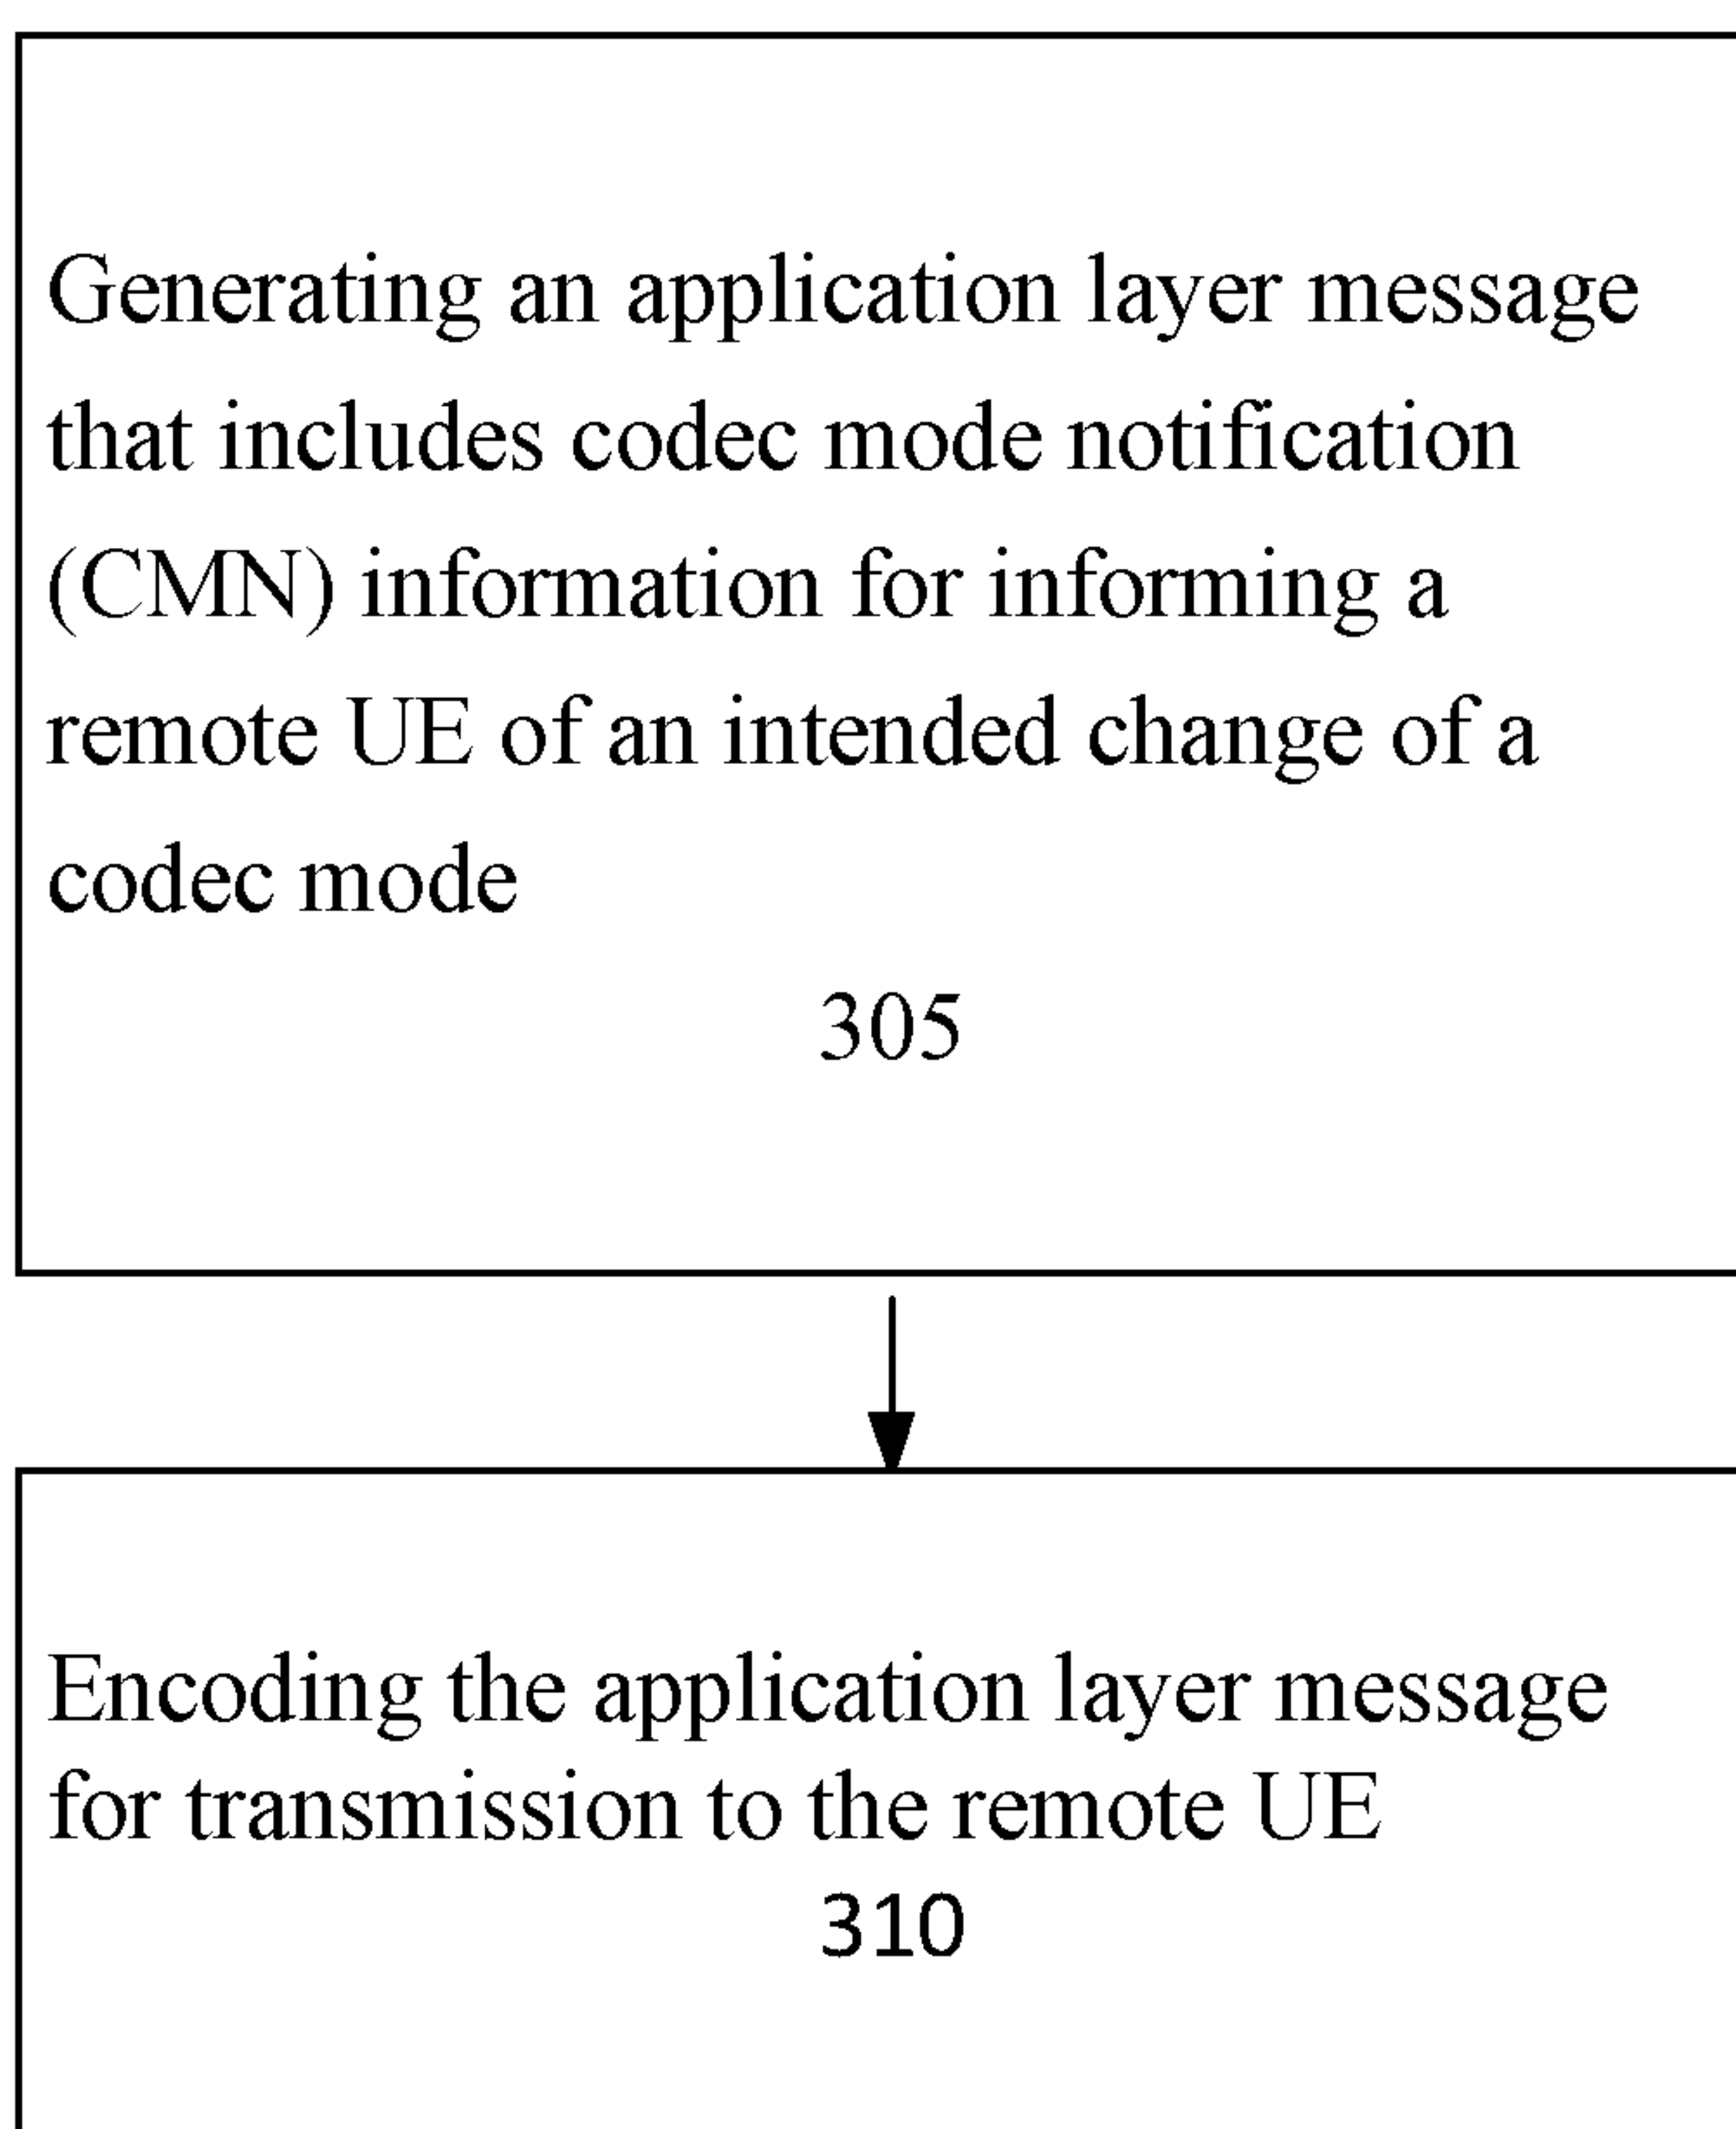 Generating an application layer message
that includes codec mode notification
(CMN) information for informing a
remote UE of an intended change of a
codec mode
305
Encoding the application layer message
for transmission to the remote UE
310